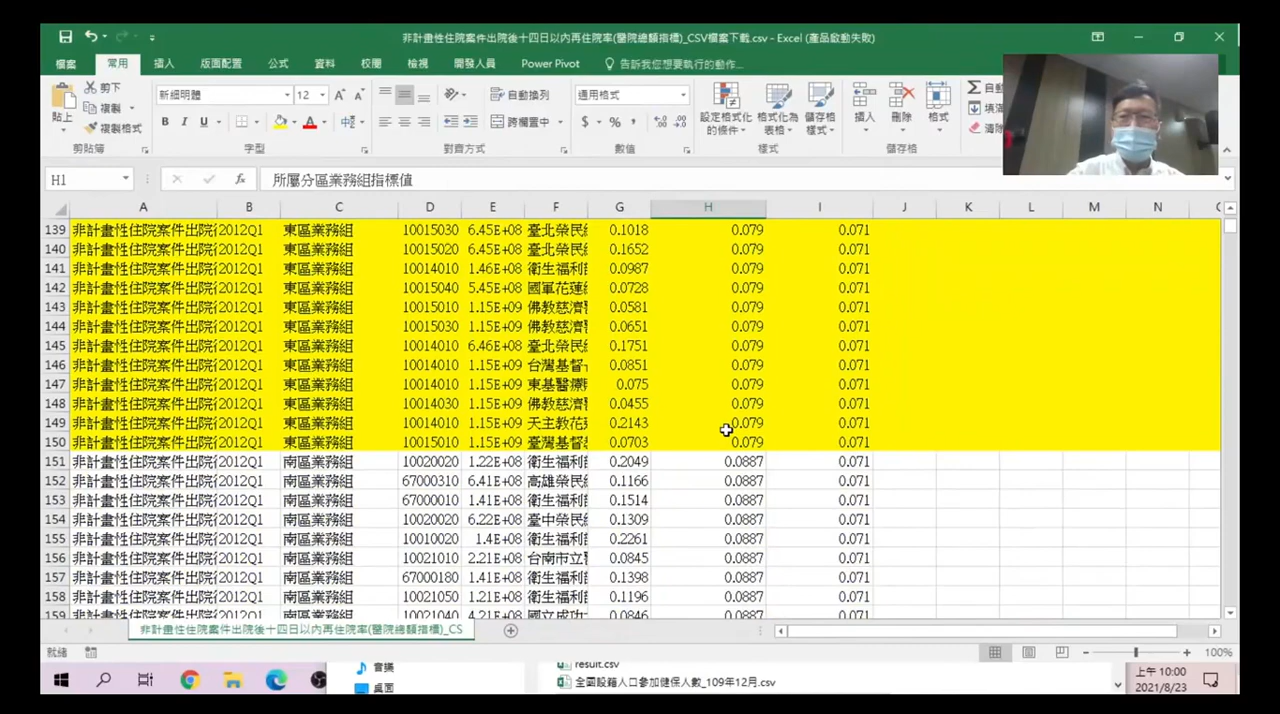 非計畫性住院案件出院後十四日以內再住院率(醫院總額指標)_CSV檔案下載.csv - Excel (產品啟動失敗)
檔案 常用 插入 版面配置 公式 資料 校閱 檢視 開發人員 Power Pivot 告訴我您想要執行的動作...
貼上 剪下 複製 複製格式 剪貼簿
新細明體 12 B I U 中 字型
自動換列 跨欄置中 對齊方式
通用格式 $ % 數值
設定格式化的條件 格式化為表格 儲存格樣式 樣式
插入 刪除 格式 儲存格
Σ 自動
填滿
清除
H1 fx 所屬分區業務組指標值
A B C D E F G H I J K L M N
139 非計畫性住院案件出院 2012Q1 東區業務組 10015030 6.45E+08 臺北榮民 0.1018 0.079 0.071
140 非計畫性住院案件出院 2012Q1 東區業務組 10015020 6.45E+08 臺北榮民 0.1652 0.079 0.071
141 非計畫性住院案件出院 2012Q1 東區業務組 10014010 1.46E+08 衛生福利 0.0987 0.079 0.071
142 非計畫性住院案件出院 2012Q1 東區業務組 10015040 5.45E+08 國軍花蓮 0.0728 0.079 0.071
143 非計畫性住院案件出院 2012Q1 東區業務組 10015010 1.15E+09 佛教慈濟 0.0581 0.079 0.071
144 非計畫性住院案件出院 2012Q1 東區業務組 10015030 1.15E+09 佛教慈濟 0.0651 0.079 0.071
145 非計畫性住院案件出院 2012Q1 東區業務組 10014010 6.46E+08 臺北榮民 0.1751 0.079 0.071
146 非計畫性住院案件出院 2012Q1 東區業務組 10014010 1.15E+09 台灣基督 0.0851 0.079 0.071
147 非計畫性住院案件出院 2012Q1 東區業務組 10014010 1.15E+09 東基醫療 0.075 0.079 0.071
148 非計畫性住院案件出院 2012Q1 東區業務組 10014030 1.15E+09 佛教慈濟 0.0455 0.079 0.071
149 非計畫性住院案件出院 2012Q1 東區業務組 10014010 1.15E+09 天主教花 0.2143 0.079 0.071
150 非計畫性住院案件出院 2012Q1 東區業務組 10015010 1.15E+09 臺灣基督 0.0703 0.079 0.071
151 非計畫性住院案件出院 2012Q1 南區業務組 10020020 1.22E+08 衛生福利 0.2049 0.0887 0.071
152 非計畫性住院案件出院 2012Q1 南區業務組 67000310 6.41E+08 高雄榮民 0.1166 0.0887 0.071
153 非計畫性住院案件出院 2012Q1 南區業務組 67000010 1.41E+08 衛生福利 0.1514 0.0887 0.071
154 非計畫性住院案件出院 2012Q1 南區業務組 10020020 6.22E+08 臺中榮民 0.1309 0.0887 0.071
155 非計畫性住院案件出院 2012Q1 南區業務組 10010020 1.4E+08 衛生福利 0.2261 0.0887 0.071
156 非計畫性住院案件出院 2012Q1 南區業務組 10021010 2.21E+08 台南市立 0.0845 0.0887 0.071
157 非計畫性住院案件出院 2012Q1 南區業務組 67000180 1.41E+08 衛生福利 0.1398 0.0887 0.071
158 非計畫性住院案件出院 2012Q1 南區業務組 10021050 1.21E+08 衛生福利 0.1196 0.0887 0.071
159 非計畫性住院案件出院 2012Q1 南區業務組 10021040 4.21E+08 國立成功 0.0846 0.0887 0.071
非計畫性住院案件出院後十四日以內再住院率(醫院總額指標)_CS
就緒 100%
音樂 result.csv
桌面 全國設籍人口參加健保人數_109年12月.csv
上午 10:00
2021/8/23